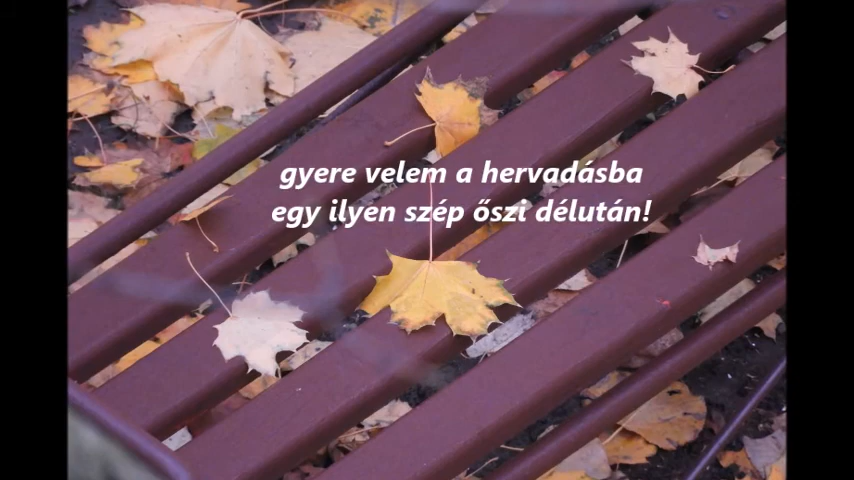 gyere velem a hervadásba
egy ilyen szép őszi délután!